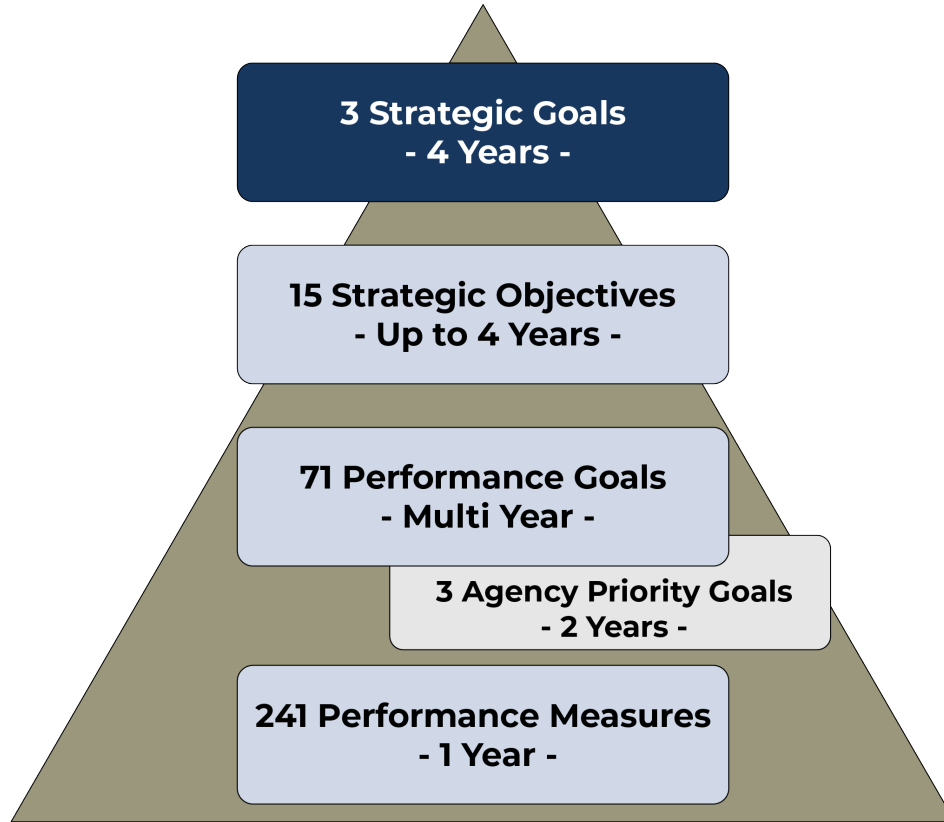 3 Strategic Goals
- 4 Years -
15 Strategic Objectives
- Up to 4 Years -
71 Performance Goals
- Multi Year -
3 Agency Priority Goals
- 2 Years -
241 Performance Measures
- 1 Year -